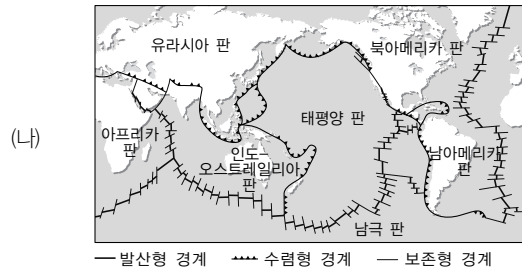 유라시아 판
북아메리카 판
(나)
아프리카
판
태평양 판
인도-
오스트레일리아
판
남아메리카
판
남극 판
발산형 경계 수렴형 경계 보존형 경계